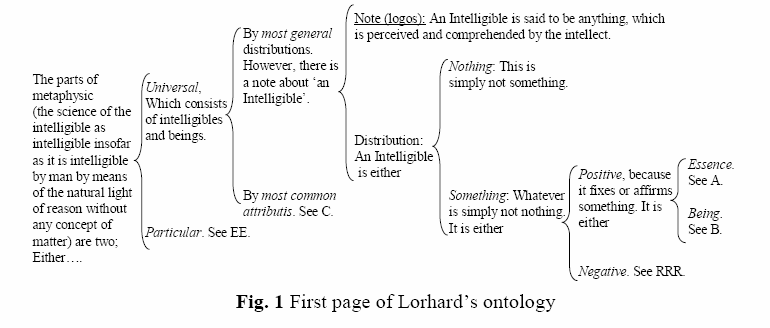 The parts of
metaphysic
(the science of the
intelligible as
intelligible insofar
as it is intelligible
by man by means
of the natural light
of reason without
any concept of
matter) are two;
Either….
Universal,
Which consists
of intelligibles
and beings.
Particular. See EE.
By most general
distributions.
However, there is
a note about ‘an
Intelligible’.
By most common
attributis. See C.
Note (logos): An Intelligible is said to be anything, which
is perceived and comprehended by the intellect.
Distribution:
An Intelligible
is either
Nothing: This is
simply not something.
Something: Whatever
is simply not nothing.
It is either
Positive, because
it fixes or affirms
something. It is
either
Negative. See RRR.
Essence.
See A.
Being.
See B.
Fig. 1 First page of Lorhard’s ontology